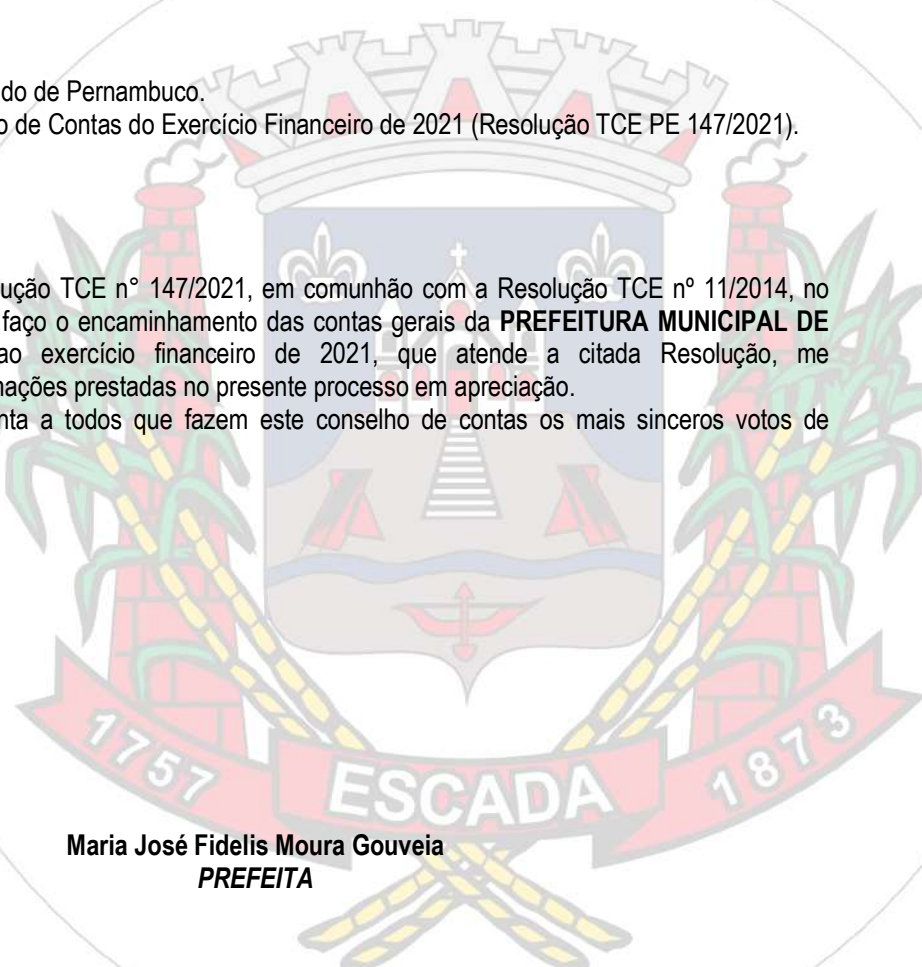 do de Pernambuco.
o de Contas do Exercício Financeiro de 2021 (Resolução TCE PE 147/2021).
ução TCE n° 147/2021, em comunhão com a Resolução TCE nº 11/2014, no
faço o encaminhamento das contas gerais da PREFEITURA MUNICIPAL DE
ao exercício financeiro de 2021, que atende a citada Resolução, me
mações prestadas no presente processo em apreciação.
nta a todos que fazem este conselho de contas os mais sinceros votos de
1757 ESCADA 1873
Maria José Fidelis Moura Gouveia
PREFEITA